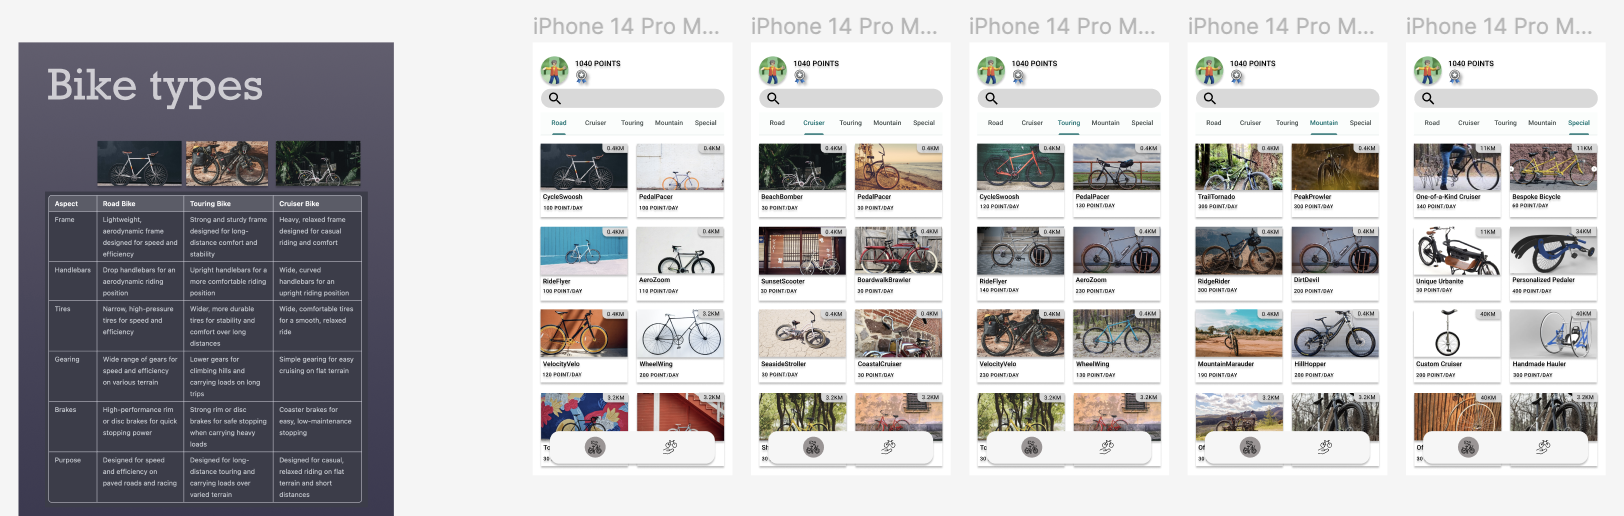 Bike types
Aspect Road Bike Touring Bike Cruiser Bike
Frame
Lightweight,
aerodynamic frame
designed for speed and
efficiency
Strong and sturdy frame
designed for long-
distance comfort and
stability
Heavy, relaxed frame
designed for casual
riding and comfort
Handlebars
Drop handlebars for an
aerodynamic riding
position
Upright handlebars for a
more comfortable riding
position
Wide, curved
handlebars for an
upright riding position
Tires
Narrow, high-pressure
tires for speed and
efficiency
Wider, more durable
tires for stability and
comfort over long
distances
Wide, comfortable tires
for a smooth, relaxed
ride
Gearing
Wide range of gears for
speed and efficiency
on various terrain
Lower gears for
climbing hills and
carrying loads on long
trips
Simple gearing for easy
cruising on flat terrain
Brakes
High-performance rim
or disc brakes for quick
stopping power
Strong rim or disc
brakes for safe stopping
when carrying heavy
loads
Coaster brakes for
easy, low-maintenance
stopping
Purpose
Designed for speed
and efficiency on
paved roads and racing
Designed for long-
distance touring and
carrying loads over
varied terrain
Designed for casual,
relaxed riding on flat
terrain and short
distances
iPhone 14 Pro M...
1040 POINTS
Road Cruiser Touring Mountain Special
0.4KM 0.4KM
CycleSwoosh PedalPacer
100 POINT/DAY 100 POINT/DAY
0.4KM 0.4KM
RideFlyer AeroZoom
100 POINT/DAY 110 POINT/DAY
0.4KM 3.2KM
VelocityVelo WheelWing
120 POINT/DAY 200 POINT/DAY
3.2KM 3.2KM
To
30
iPhone 14 Pro M...
1040 POINTS
Road Cruiser Touring Mountain Special
0.4KM 0.4KM
BeachBomber PedalPacer
30 POINT/DAY 30 POINT/DAY
0.4KM 0.4KM
SunsetScooter BoardwalkBrawler
30 POINT/DAY 30 POINT/DAY
0.4KM 0.4KM
SeasideStroller CoastalCruiser
30 POINT/DAY 30 POINT/DAY
3.2KM 3.2KM
Sh
30
iPhone 14 Pro M...
1040 POINTS
Road Cruiser Touring Mountain Special
0.4KM 0.4KM
CycleSwoosh PedalPacer
120 POINT/DAY 130 POINT/DAY
0.4KM 0.4KM
RideFlyer AeroZoom
140 POINT/DAY 230 POINT/DAY
0.4KM 0.4KM
VelocityVelo WheelWing
230 POINT/DAY 130 POINT/DAY
3.2KM 3.2KM
To
30
iPhone 14 Pro M...
1040 POINTS
Road Cruiser Touring Mountain Special
0.4KM 0.4KM
TrailTornado PeakProwler
300 POINT/DAY 300 POINT/DAY
0.4KM 0.4KM
RidgeRider DirtDevil
300 POINT/DAY 200 POINT/DAY
0.4KM 0.4KM
MountainMarauder HillHopper
190 POINT/DAY 260 POINT/DAY
3.2KM 3.2KM
Of
30
iPhone 14 Pro M...
1040 POINTS
Road Cruiser Touring Mountain Special
11KM 11KM
One-of-a-Kind Cruiser Bespoke Bicycle
340 POINT/DAY 60 POINT/DAY
11KM 34KM
Unique Urbanite Personalized Pedaler
30 POINT/DAY 400 POINT/DAY
40KM 40KM
Custom Cruiser Handmade Hauler
200 POINT/DAY 300 POINT/DAY
40KM 3.2KM
Of
30